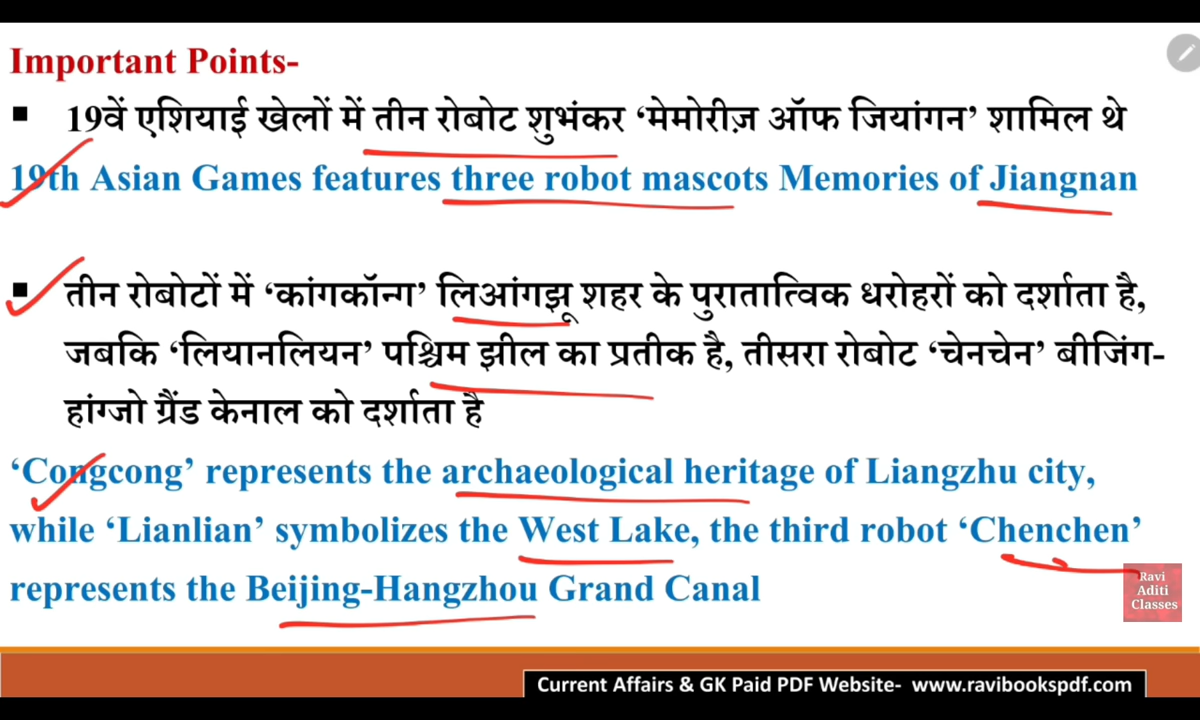 Important Points-
▪ 19वें एशियाई खेलों में तीन रोबोट शुभंकर ‘मेमोरीज़ ऑफ जियांगन’ शामिल थे
19th Asian Games features three robot mascots Memories of Jiangnan
▪ तीन रोबोटों में ‘कांगकॉन्ग’ लिआंगझू शहर के पुरातात्विक धरोहरों को दर्शाता है,
जबकि ‘लियानलियन’ पश्चिम झील का प्रतीक है, तीसरा रोबोट ‘चेनचेन’ बीजिंग-
हांग्जो ग्रैंड केनाल को दर्शाता है
‘Congcong’ represents the archaeological heritage of Liangzhu city,
while ‘Lianlian’ symbolizes the West Lake, the third robot ‘Chenchen’
represents the Beijing-Hangzhou Grand Canal
Ravi
Aditi
Classes
Current Affairs & GK Paid PDF Website- www.ravibookspdf.com